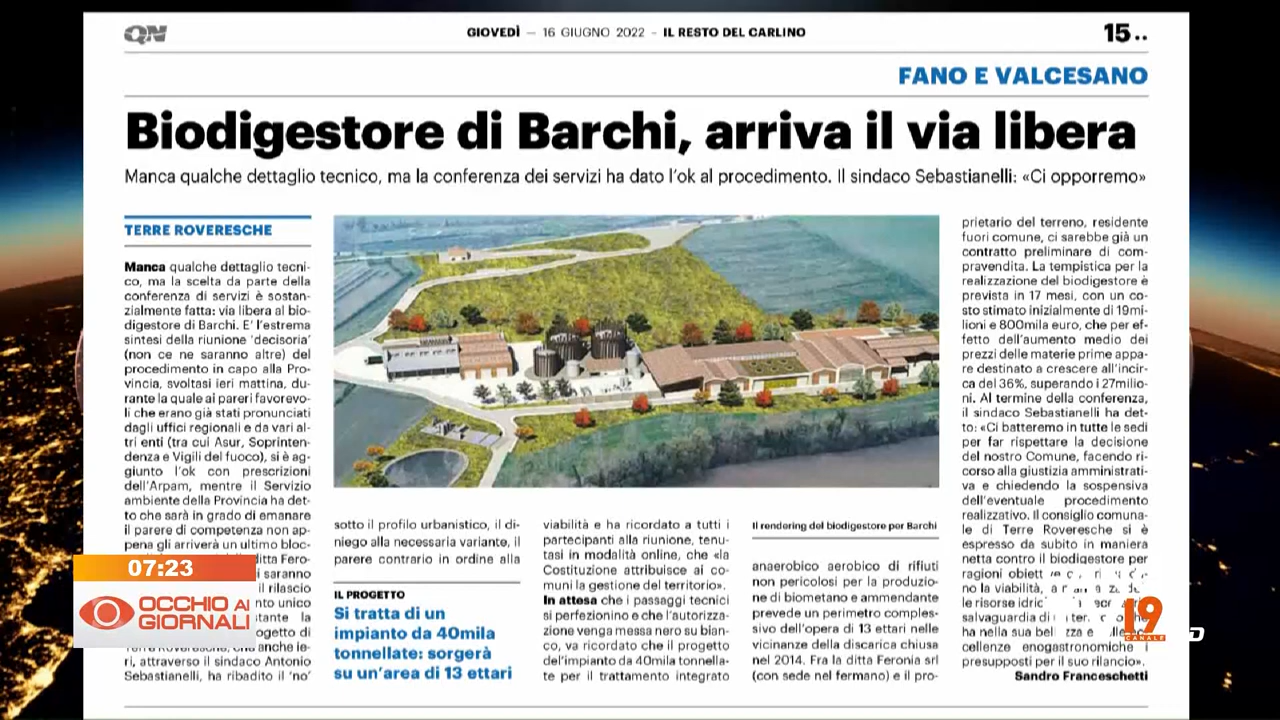 QN
GIOVEDÌ — 16 GIUGNO 2022 – IL RESTO DEL CARLINO
15..
FANO E VALCESANO
Biodigestore di Barchi, arriva il via libera
Manca qualche dettaglio tecnico, ma la conferenza dei servizi ha dato l'ok al procedimento. Il sindaco Sebastianelli: «Ci opporremo»
TERRE ROVERESCHE
Manca qualche dettaglio tecni-
co, ma la scelta da parte della
conferenza di servizi è sostan-
zialmente fatta: via libera al bio-
digestore di Barchi. E' l'estrema
sintesi della riunione 'decisoria'
(non ce ne saranno altre) del
procedimento in capo alla Pro-
vincia, svoltasi ieri mattina, du-
rante la quale ai pareri favorevo-
li che erano già stati pronunciati
dagli uffici regionali e da vari al-
tri enti (tra cui Asur, Soprinten-
denza e Vigili del fuoco), si è ag-
giunto l'ok con prescrizioni
dell'Arpam, mentre il Servizio
ambiente della Provincia ha det-
to che sarà in grado di emanare
il parere di competenza non ap-
pena gli arriverà un ultimo bloc-
ditta Fero-
saranno
il rilascio
unico
la
di
Terre Roveresche, che anche ie-
ri, attraverso il sindaco Antonio
Sebastianelli, ha ribadito il 'no'
sotto il profilo urbanistico, il di-
niego alla necessaria variante, il
parere contrario in ordine alla
IL PROGETTO
Si tratta di un
impianto da 40mila
tonnellate: sorgerà
su un'area di 13 ettari
viabilità e ha ricordato a tutti i
partecipanti alla riunione, tenu-
tasi in modalità online, che «la
Costituzione attribuisce ai co-
muni la gestione del territorio».
In attesa che i passaggi tecnici
si perfezionino e che l'autorizza-
zione venga messa nero su bian-
co, va ricordato che il progetto
dell'impianto da 40mila tonnella-
te per il trattamento integrato
Il rendering del biodigestore per Barchi
anaerobico aerobico di rifiuti
non pericolosi per la produzio-
ne di biometano e ammendante
prevede un perimetro comples-
sivo dell'opera di 13 ettari nelle
vicinanze della discarica chiusa
nel 2014. Fra la ditta Feronia srl
(con sede nel fermano) e il pro-
prietario del terreno, residente
fuori comune, ci sarebbe già un
contratto preliminare di com-
pravendita. La tempistica per la
realizzazione del biodigestore è
prevista in 17 mesi, con un co-
sto stimato inizialmente di 19mi-
lioni e 800mila euro, che per ef-
fetto dell'aumento medio dei
prezzi delle materie prime appa-
re destinato a crescere all'incir-
ca del 36%, superando i 27milio-
ni. Al termine della conferenza,
il sindaco Sebastianelli ha det-
to: «Ci batteremo in tutte le sedi
per far rispettare la decisione
del nostro Comune, facendo ri-
corso alla giustizia amministrati-
va e chiedendo la sospensiva
dell'eventuale procedimento
realizzativo. Il consiglio comuna-
le di Terre Roveresche si è
espresso da subito in maniera
netta contro il biodigestore per
ragioni
no la viabilità,
le risorse
salvaguardia
ha nella sua
cellenze enogastronomiche i
presupposti per il suo rilancio».
Sandro Franceschetti
07:23
OCCHIO AI
GIORNALI
19
CANALE